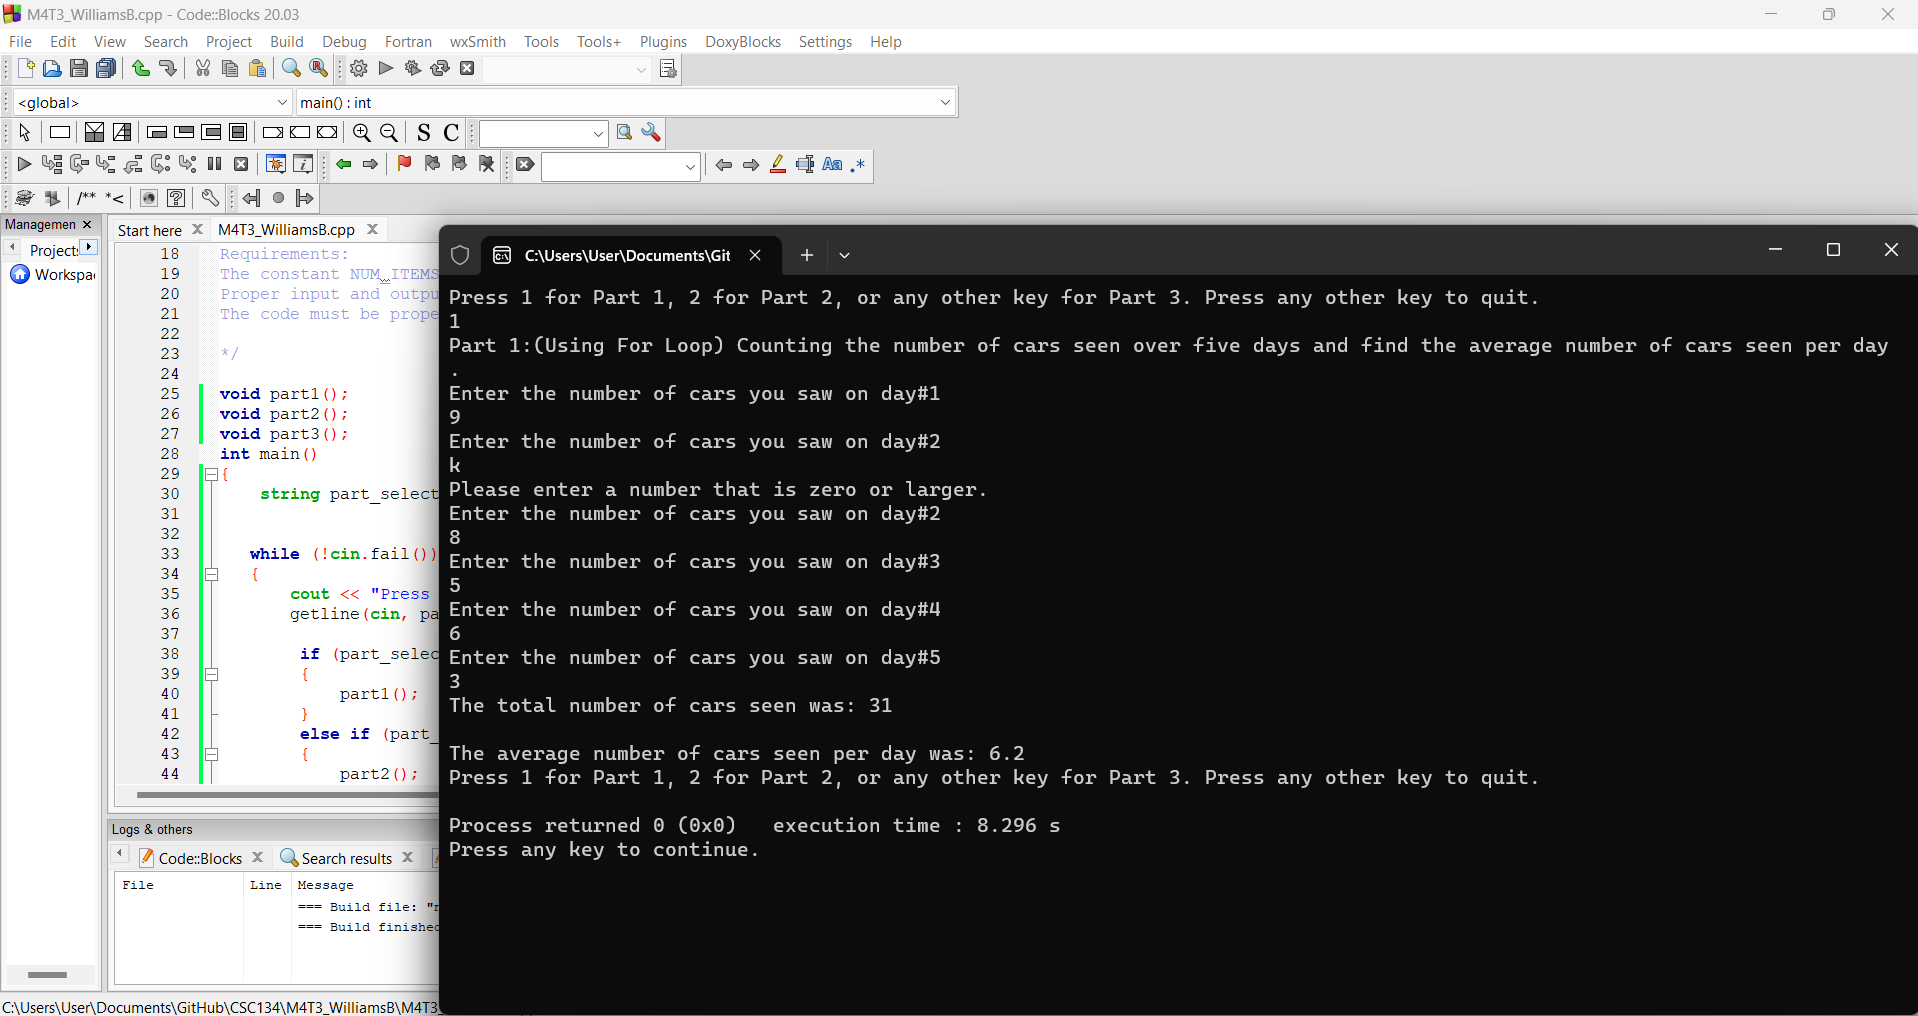 M4T3_WilliamsB.cpp - Code::Blocks 20.03
File Edit View Search Project Build Debug Fortran wxSmith Tools Tools+ Plugins DoxyBlocks Settings Help
<global> main() : int
S C
Aa .*
/** *<
Managemen
Projects
Workspa
Start here M4T3_WilliamsB.cpp
18 Requirements:
19 The constant NUM_ITEMS
20 Proper input and outpu
21 The code must be prope
22
23 */
24
25 void part1();
26 void part2();
27 void part3();
28 int main()
29 {
30 string part_select
31
32
33 while (!cin.fail())
34 {
35 cout << "Press
36 getline(cin, pa
37
38 if (part_selec
39 {
40 part1();
41 }
42 else if (part_
43 {
44 part2();
Logs & others
Code::Blocks Search results
File Line Message
=== Build file: "n
=== Build finished
C:\Users\User\Documents\GitHub\CSC134\M4T3_WilliamsB\M4T3_
C:\Users\User\Documents\Git
Press 1 for Part 1, 2 for Part 2, or any other key for Part 3. Press any other key to quit.
1
Part 1:(Using For Loop) Counting the number of cars seen over five days and find the average number of cars seen per day
.
Enter the number of cars you saw on day#1
9
Enter the number of cars you saw on day#2
k
Please enter a number that is zero or larger.
Enter the number of cars you saw on day#2
8
Enter the number of cars you saw on day#3
5
Enter the number of cars you saw on day#4
6
Enter the number of cars you saw on day#5
3
The total number of cars seen was: 31
The average number of cars seen per day was: 6.2
Press 1 for Part 1, 2 for Part 2, or any other key for Part 3. Press any other key to quit.
Process returned 0 (0x0) execution time : 8.296 s
Press any key to continue.